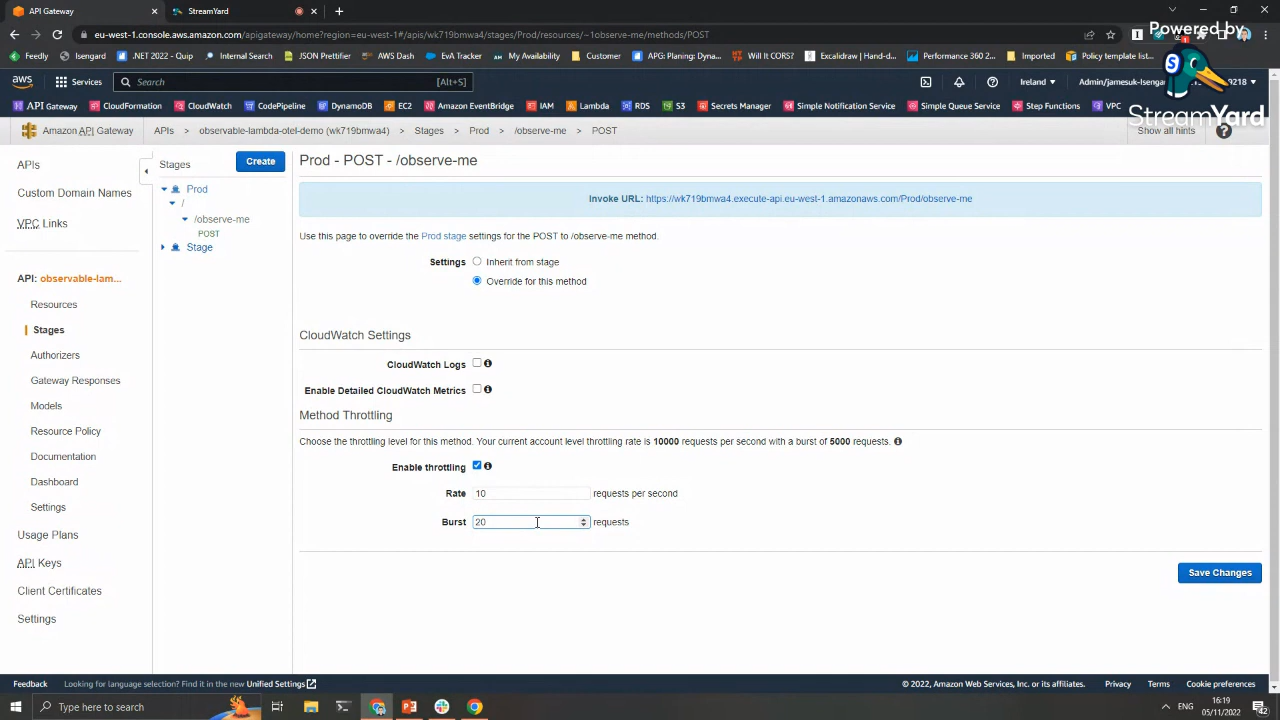 API Gateway
StreamYard
eu-west-1.console.aws.amazon.com/apigateway/home?region=eu-west-1#/apis/wk719bmwa4/stages/Prod/resources/~1observe-me/methods/POST
Powered by
StreamYard
Feedly
Isengard
.NET 2022 - Quip
Internal Search
JSON Prettifier
StackEdit
My Availability
Customer
APG: Planing: Dyna...
Will It CORS?
Excalidraw | Hand-d...
Performance 360 2...
Imported
Policy template list...
aws
Services
Search
[Alt+S]
Ireland
Admin/jamesuk-Isengar
API Gateway
CloudFormation
CloudWatch
CodePipeline
DynamoDB
EC2
Amazon EventBridge
IAM
Lambda
RDS
S3
Secrets Manager
Simple Notification Service
Simple Queue Service
Step Functions
VPC
Amazon API Gateway
APIs > observable-lambda-otel-demo (wk719bmwa4) > Stages > Prod > /observe-me > POST
Show all hints
?
APIs
Custom Domain Names
VPC Links
API: observable-lam...
Resources
Stages
Authorizers
Gateway Responses
Models
Resource Policy
Documentation
Dashboard
Settings
Usage Plans
API Keys
Client Certificates
Settings
Stages
Create
Prod
/
/observe-me
POST
Stage
Prod - POST - /observe-me
Invoke URL: https://wk719bmwa4.execute-api.eu-west-1.amazonaws.com/Prod/observe-me
Use this page to override the Prod stage settings for the POST to /observe-me method.
Settings
Inherit from stage
Override for this method
CloudWatch Settings
CloudWatch Logs
Enable Detailed CloudWatch Metrics
Method Throttling
Choose the throttling level for this method. Your current account level throttling rate is 10000 requests per second with a burst of 5000 requests.
Enable throttling
Rate 10 requests per second
Burst 20 requests
Save Changes
Feedback
Looking for language selection? Find it in the new Unified Settings
© 2022, Amazon Web Services, Inc. or its affiliates.
Privacy
Terms
Cookie preferences
Type here to search
ENG
16:19
05/11/2022